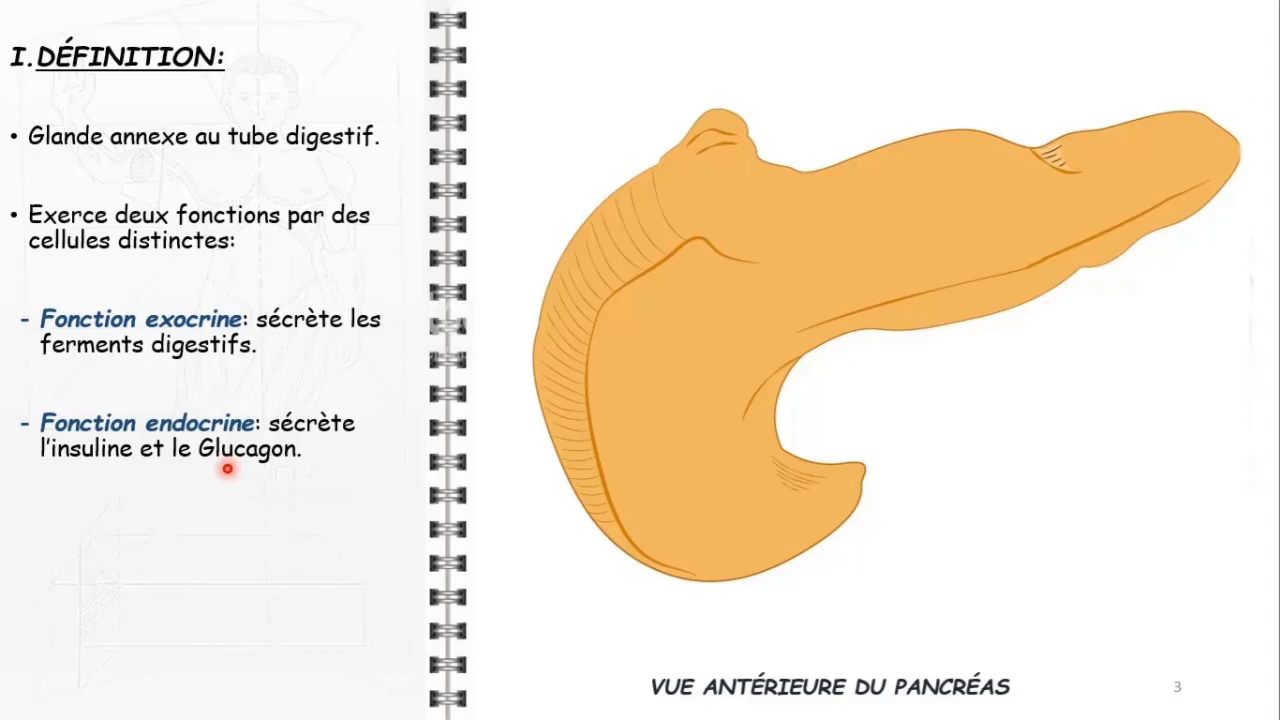 I. DÉFINITION:
• Glande annexe au tube digestif.
• Exerce deux fonctions par des
cellules distinctes:
- Fonction exocrine: sécrète les
ferments digestifs.
- Fonction endocrine: sécrète
l'insuline et le Glucagon.
VUE ANTÉRIEURE DU PANCRÉAS
3